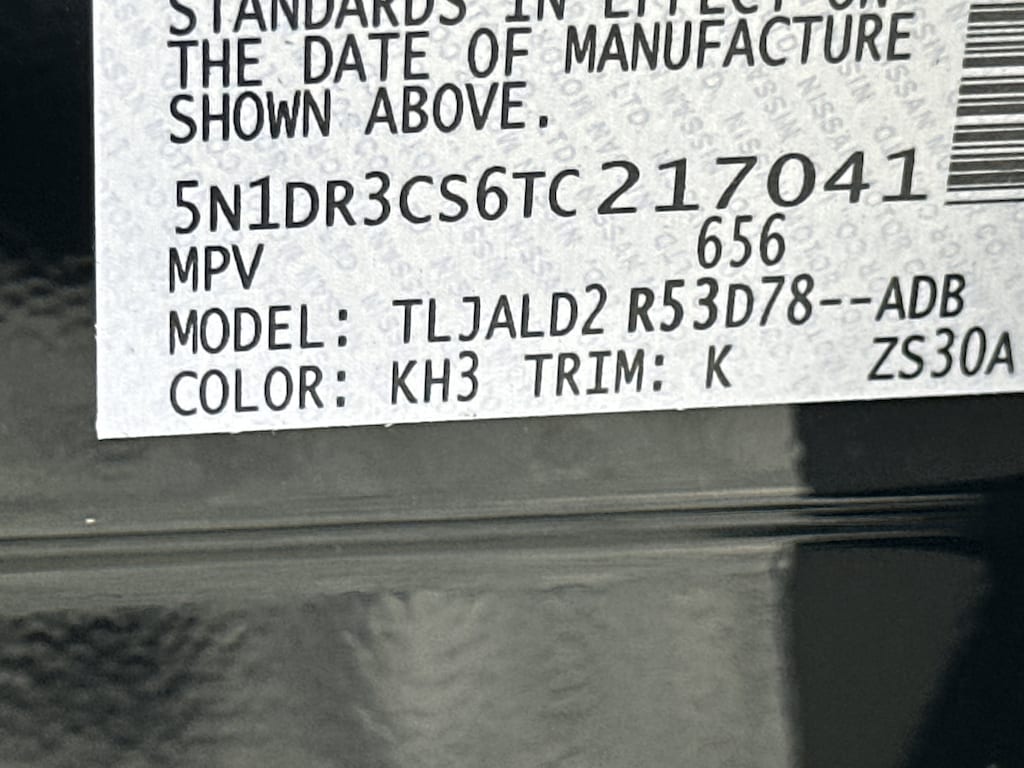 STANDARDS IN EFFECT ON
THE DATE OF MANUFACTURE
SHOWN ABOVE.
5N1DR3CS6TC217041
MPV 656
MODEL: TLJALD2 R53D78--ADB
COLOR: KH3 TRIM: K ZS30A